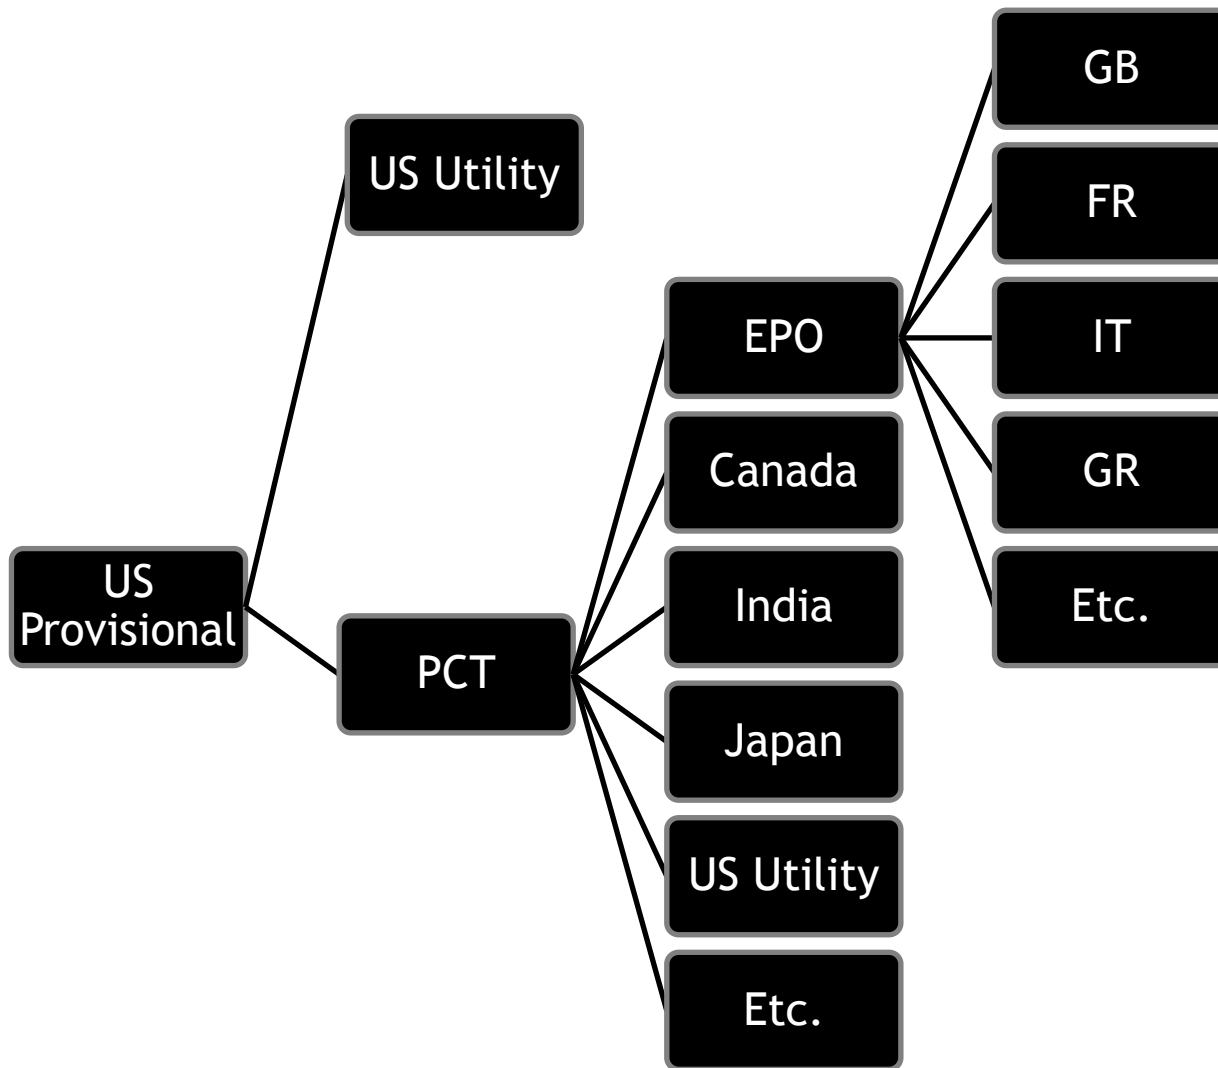 US
Provisional
US Utility
PCT
EPO
Canada
India
Japan
US Utility
Etc.
GB
FR
IT
GR
Etc.